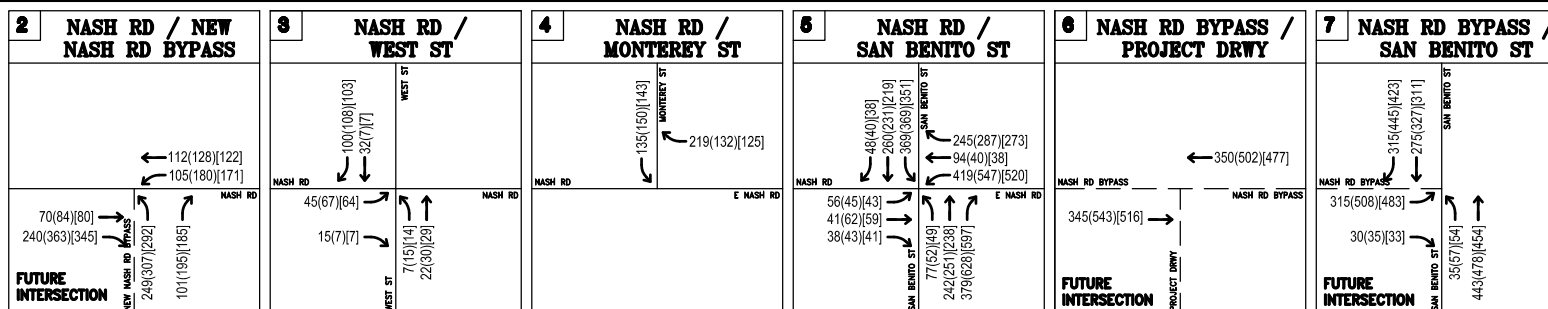 2
NASH RD / NEW
NASH RD BYPASS
112(128)[122]
105(180)[171]
NASH RD
70(84)[80]
240(363)[345]
NEW NASH RD BYPASS
249(307)[292]
101(195)[185]
FUTURE
INTERSECTION
3
NASH RD /
WEST ST
100(108)[103]
32(7)[7]
WEST ST
NASH RD
NASH RD
45(67)[64]
15(7)[7]
WEST ST
7(15)[14]
22(30)[29]
4
NASH RD /
MONTEREY ST
135(150)[143]
MONTEREY ST
219(132)[125]
NASH RD
E NASH RD
5
NASH RD /
SAN BENITO ST
48(40)[38]
260(231)[219]
369(369)[351]
SAN BENITO ST
245(287)[273]
94(40)[38]
419(547)[520]
NASH RD
E NASH RD
56(45)[43]
41(62)[59]
38(43)[41]
SAN BENITO ST
77(52)[49]
242(251)[238]
379(628)[597]
6
NASH RD BYPASS /
PROJECT DRWY
350(502)[477]
NASH RD BYPASS
NASH RD BYPASS
345(543)[516]
PROJECT DRWY
FUTURE
INTERSECTION
7
NASH RD BYPASS /
SAN BENITO ST
315(445)[423]
275(327)[311]
SAN BENITO ST
NASH RD BYPASS
315(508)[483]
30(35)[33]
SAN BENITO ST
35(57)[54]
443(478)[454]
FUTURE
INTERSECTION